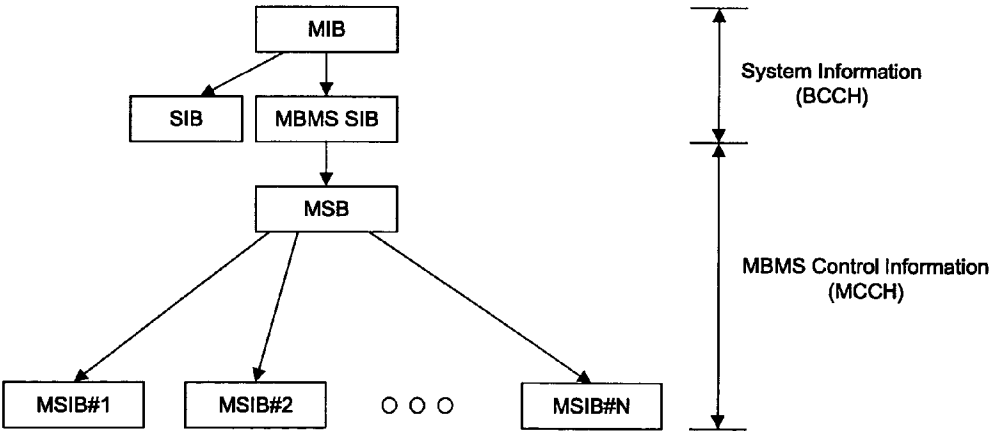 MIB
System Information
(BCCH)
SIB
MBMS SIB
MSB
MBMS Control Information
(MCCH)
MSIB#1
MSIB#2
MSIB#N